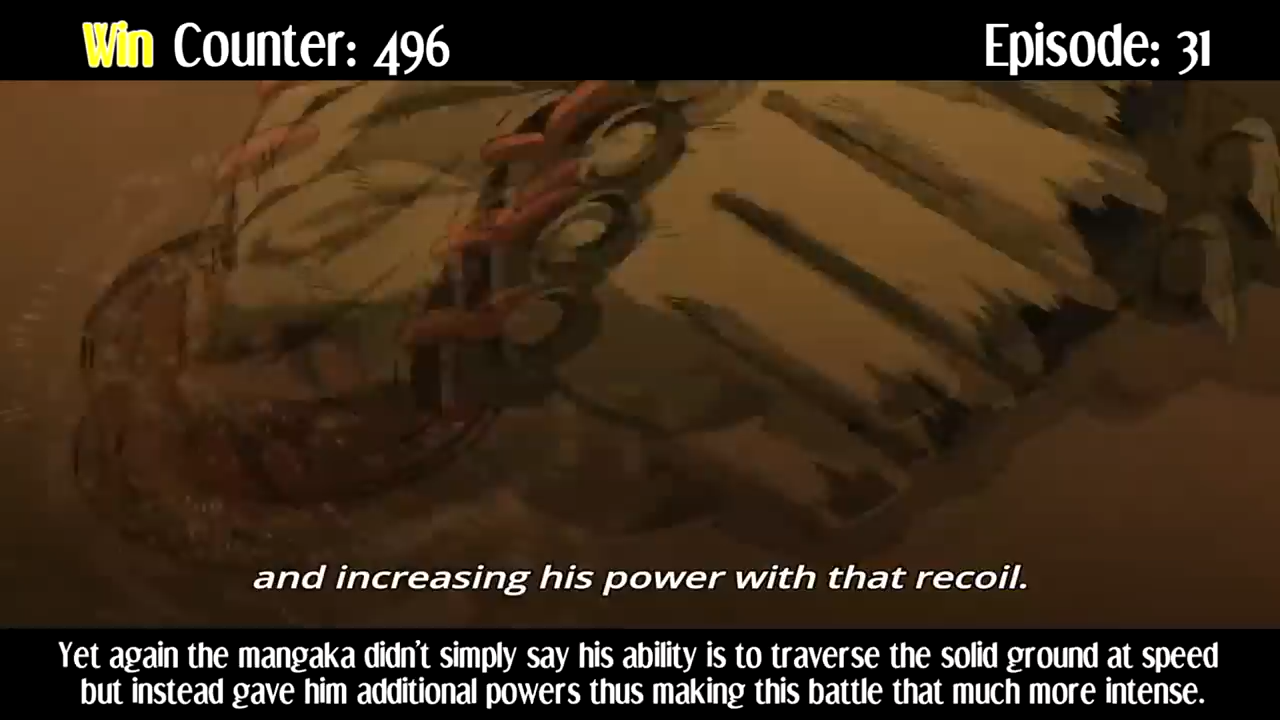 Win Counter: 496
Episode: 31
and increasing his power with that recoil.
Yet again the mangaka didn't simply say his ability is to traverse the solid ground at speed
but instead gave him additional powers thus making this battle that much more intense.